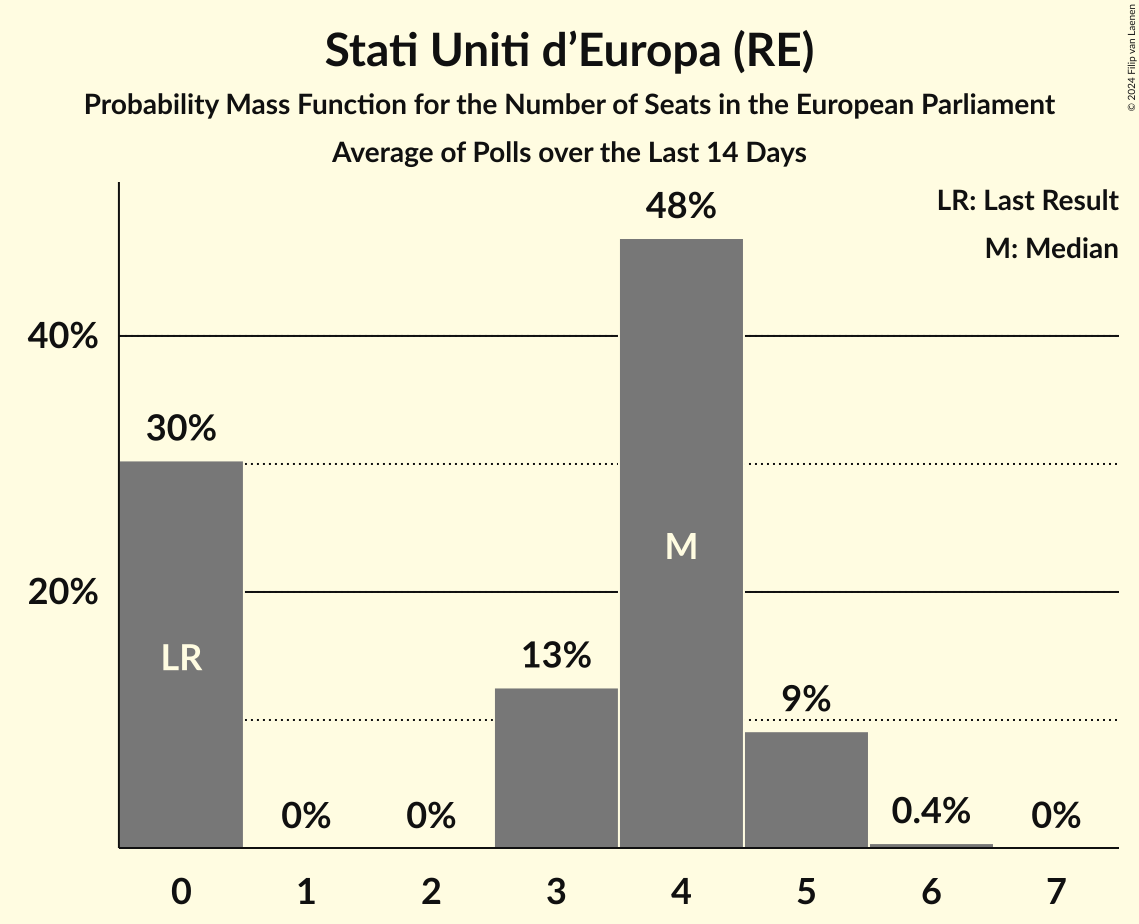 Stati Uniti d’Europa (RE)
Probability Mass Function for the Number of Seats in the European Parliament
Average of Polls over the Last 14 Days
© 2024 Filip van Laenen
LR: Last Result
M: Median
48%
40%
30%
M
20%
LR
13%
9%
0%
0%
0.4%
0%
0 1 2 3 4 5 6 7